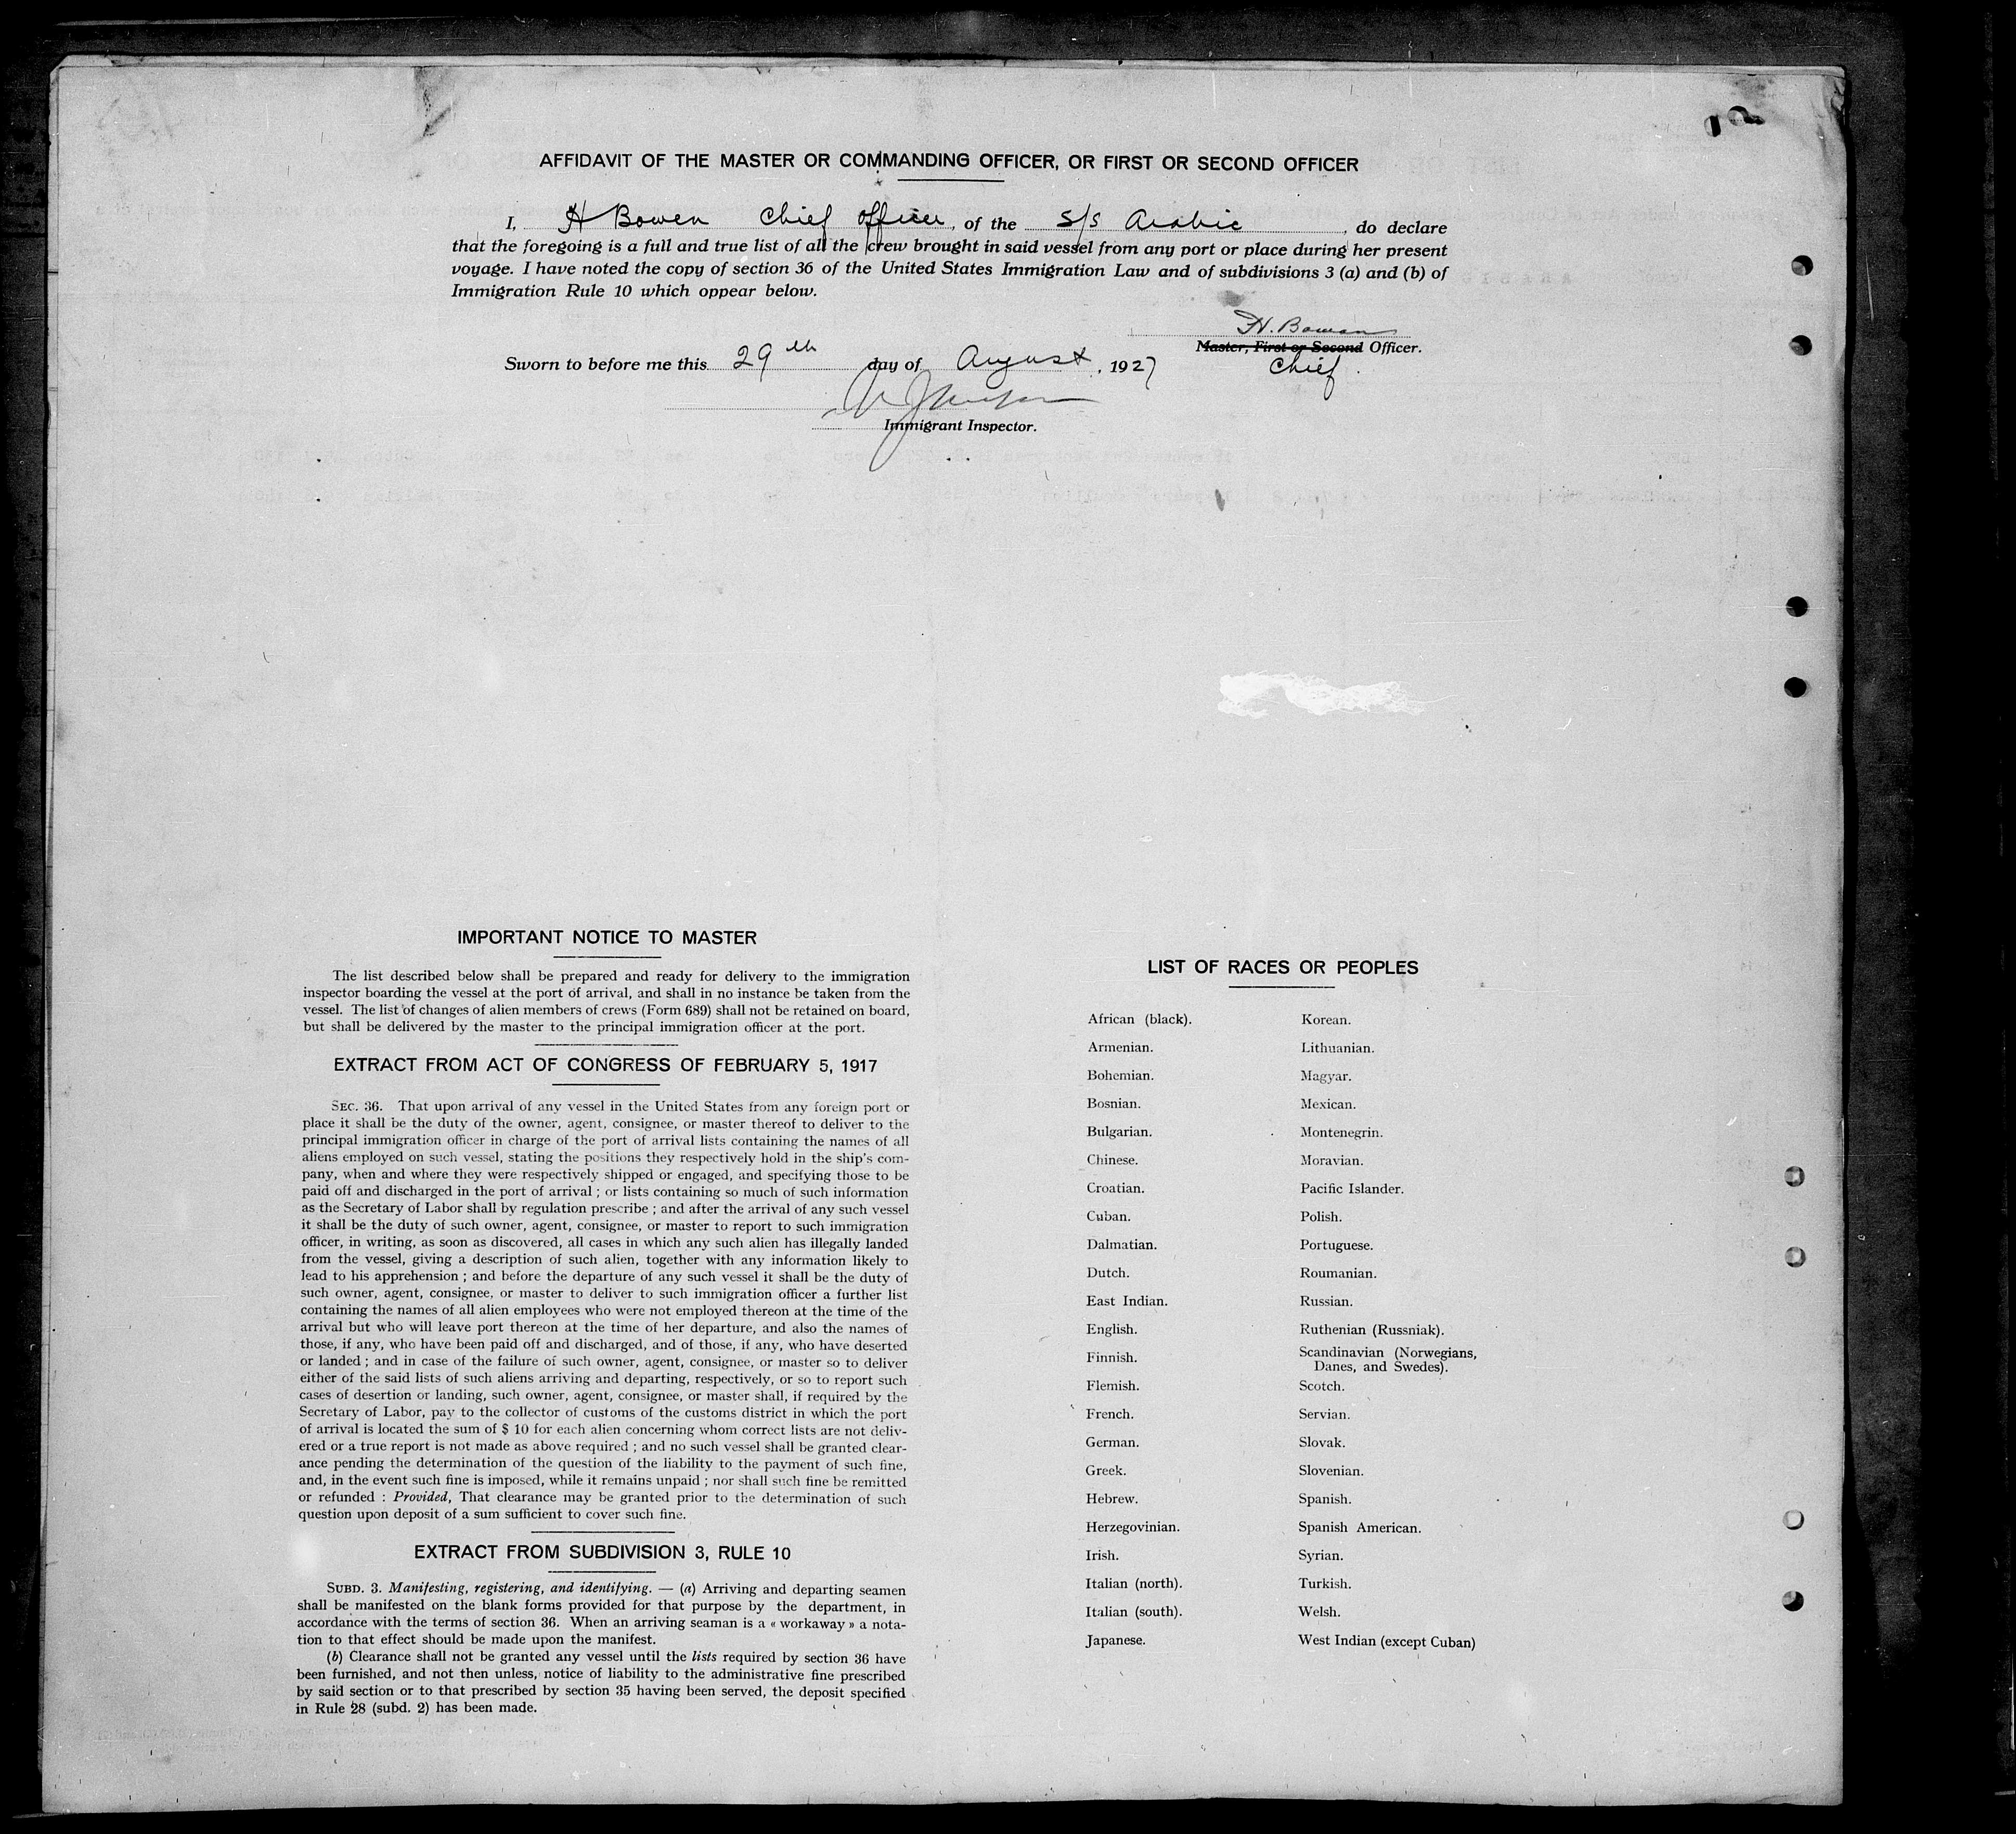 AFFIDAVIT OF THE MASTER OR COMMANDING OFFICER, OR FIRST OR SECOND OFFICER
I, H Bowen Chief officer, of the S/S Arabic, do declare
that the foregoing is a full and true list of all the crew brought in said vessel from any port or place during her present
voyage. I have noted the copy of section 36 of the United States Immigration Law and of subdivisions 3 (a) and (b) of
Immigration Rule 10 which oppear below.
H. Bowen
Master, First or Second Officer.
Chief.
Sworn to before me this 29th day of August, 1927
Immigrant Inspector.
IMPORTANT NOTICE TO MASTER
The list described below shall be prepared and ready for delivery to the immigration
inspector boarding the vessel at the port of arrival, and shall in no instance be taken from the
vessel. The list of changes of alien members of crews (Form 689) shall not be retained on board,
but shall be delivered by the master to the principal immigration officer at the port.
EXTRACT FROM ACT OF CONGRESS OF FEBRUARY 5, 1917
SEC. 36. That upon arrival of any vessel in the United States from any foreign port or
place it shall be the duty of the owner, agent, consignee, or master thereof to deliver to the
principal immigration officer in charge of the port of arrival lists containing the names of all
aliens employed on such vessel, stating the positions they respectively hold in the ship's com-
pany, when and where they were respectively shipped or engaged, and specifying those to be
paid off and discharged in the port of arrival ; or lists containing so much of such information
as the Secretary of Labor shall by regulation prescribe ; and after the arrival of any such vessel
it shall be the duty of such owner, agent, consignee, or master to report to such immigration
officer, in writing, as soon as discovered, all cases in which any such alien has illegally landed
from the vessel, giving a description of such alien, together with any information likely to
lead to his apprehension ; and before the departure of any such vessel it shall be the duty of
such owner, agent, consignee, or master to deliver to such immigration officer a further list
containing the names of all alien employees who were not employed thereon at the time of the
arrival but who will leave port thereon at the time of her departure, and also the names of
those, if any, who have been paid off and discharged, and of those, if any, who have deserted
or landed ; and in case of the failure of such owner, agent, consignee, or master so to deliver
either of the said lists of such aliens arriving and departing, respectively, or so to report such
cases of desertion or landing, such owner, agent, consignee, or master shall, if required by the
Secretary of Labor, pay to the collector of customs of the customs district in which the port
of arrival is located the sum of $ 10 for each alien concerning whom correct lists are not deliv-
ered or a true report is not made as above required ; and no such vessel shall be granted clear-
ance pending the determination of the question of the liability to the payment of such fine,
and, in the event such fine is imposed, while it remains unpaid ; nor shall such fine be remitted
or refunded : Provided, That clearance may be granted prior to the determination of such
question upon deposit of a sum sufficient to cover such fine.
EXTRACT FROM SUBDIVISION 3, RULE 10
SUBD. 3. Manifesting, registering, and identifying. — (a) Arriving and departing seamen
shall be manifested on the blank forms provided for that purpose by the department, in
accordance with the terms of section 36. When an arriving seaman is a « workaway » a nota-
tion to that effect should be made upon the manifest.
(b) Clearance shall not be granted any vessel until the lists required by section 36 have
been furnished, and not then unless, notice of liability to the administrative fine prescribed
by said section or to that prescribed by section 35 having been served, the deposit specified
in Rule 28 (subd. 2) has been made.
LIST OF RACES OR PEOPLES
African (black).
Armenian.
Bohemian.
Bosnian.
Bulgarian.
Chinese.
Croatian.
Cuban.
Dalmatian.
Dutch.
East Indian.
English.
Finnish.
Flemish.
French.
German.
Greek.
Hebrew.
Herzegovinian.
Irish.
Italian (north).
Italian (south).
Japanese.
Korean.
Lithuanian.
Magyar.
Mexican.
Montenegrin.
Moravian.
Pacific Islander.
Polish.
Portuguese.
Roumanian.
Russian.
Ruthenian (Russniak).
Scandinavian (Norwegians,
Danes, and Swedes).
Scotch.
Servian.
Slovak.
Slovenian.
Spanish.
Spanish American.
Syrian.
Turkish.
Welsh.
West Indian (except Cuban)